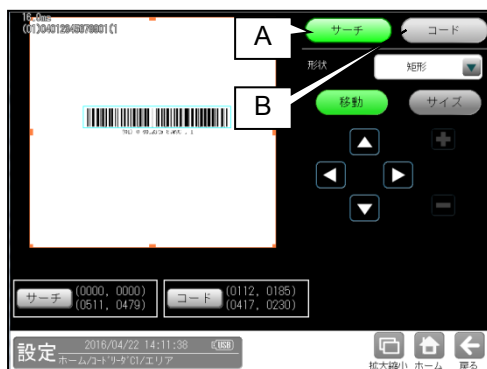 16.0ms
A
サーチ
コード
形状
矩形
B
移動
サイズ
サーチ
(0000, 0000)
(0511, 0479)
コード
(0112, 0185)
(0417, 0230)
設定
2016/04/22 14:11:38
USB
ホーム/コードリーダC1/エリア
拡大縮小
ホーム
戻る